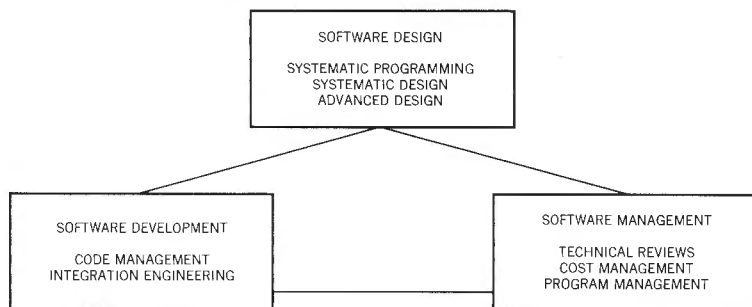 SOFTWARE DESIGN
SYSTEMATIC PROGRAMMING
SYSTEMATIC DESIGN
ADVANCED DESIGN
SOFTWARE DEVELOPMENT
CODE MANAGEMENT
INTEGRATION ENGINEERING
SOFTWARE MANAGEMENT
TECHNICAL REVIEWS
COST MANAGEMENT
PROGRAM MANAGEMENT